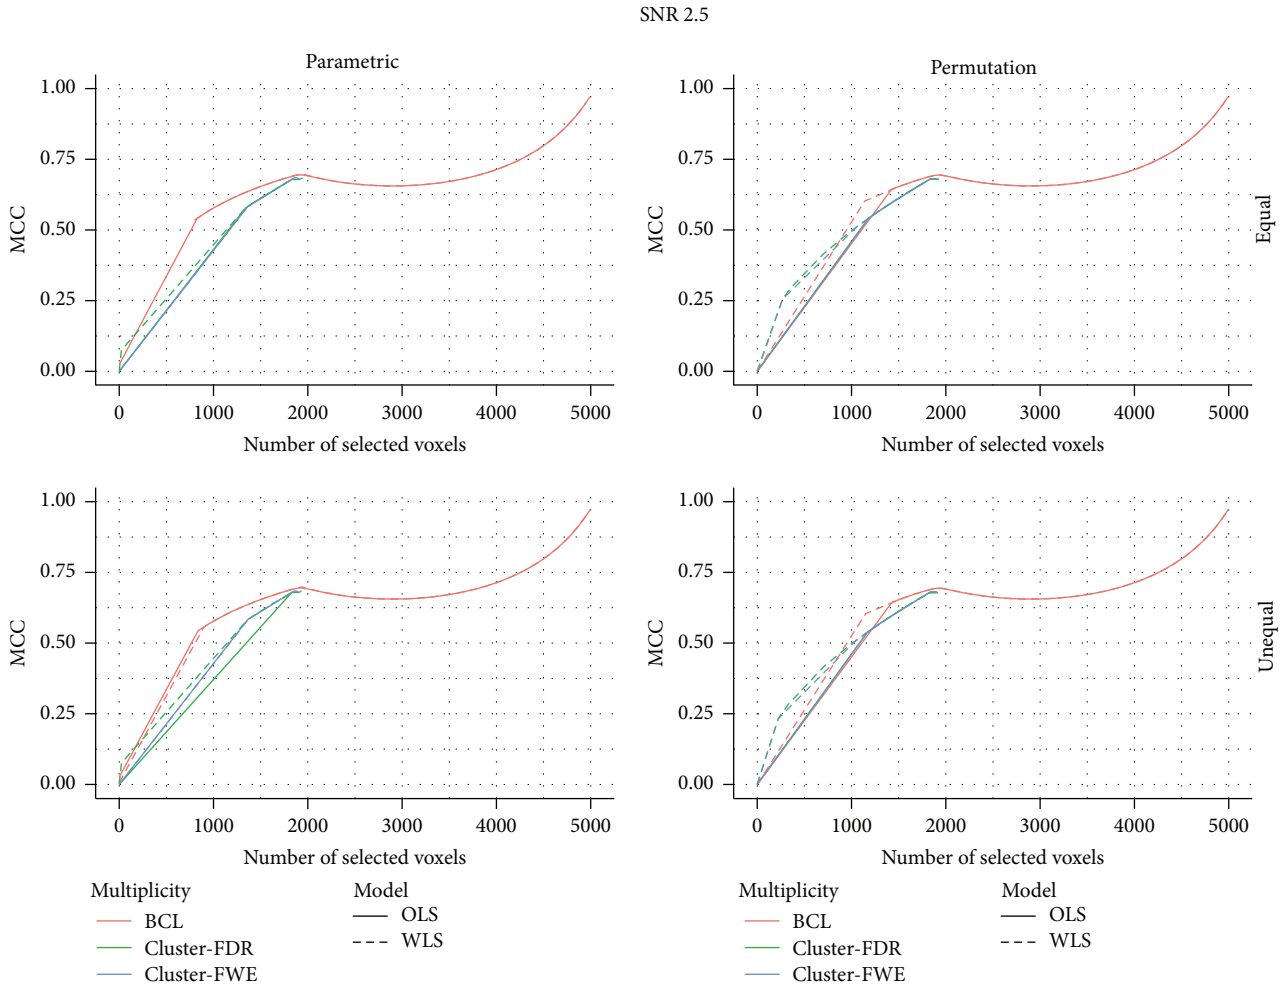 SNR 2.5
Parametric
1.00
0.75
0.50
0.25
0.00
MCC
0
1000
2000
3000
4000
5000
Number of selected voxels
Permutation
1.00
0.75
0.50
0.25
0.00
MCC
0
1000
2000
3000
4000
5000
Number of selected voxels
Equal
1.00
0.75
0.50
0.25
0.00
MCC
0
1000
2000
3000
4000
5000
Number of selected voxels
1.00
0.75
0.50
0.25
0.00
MCC
0
1000
2000
3000
4000
5000
Number of selected voxels
Unequal
Multiplicity
BCL
Cluster-FDR
Cluster-FWE
Model
OLS
WLS
Multiplicity
BCL
Cluster-FDR
Cluster-FWE
Model
OLS
WLS